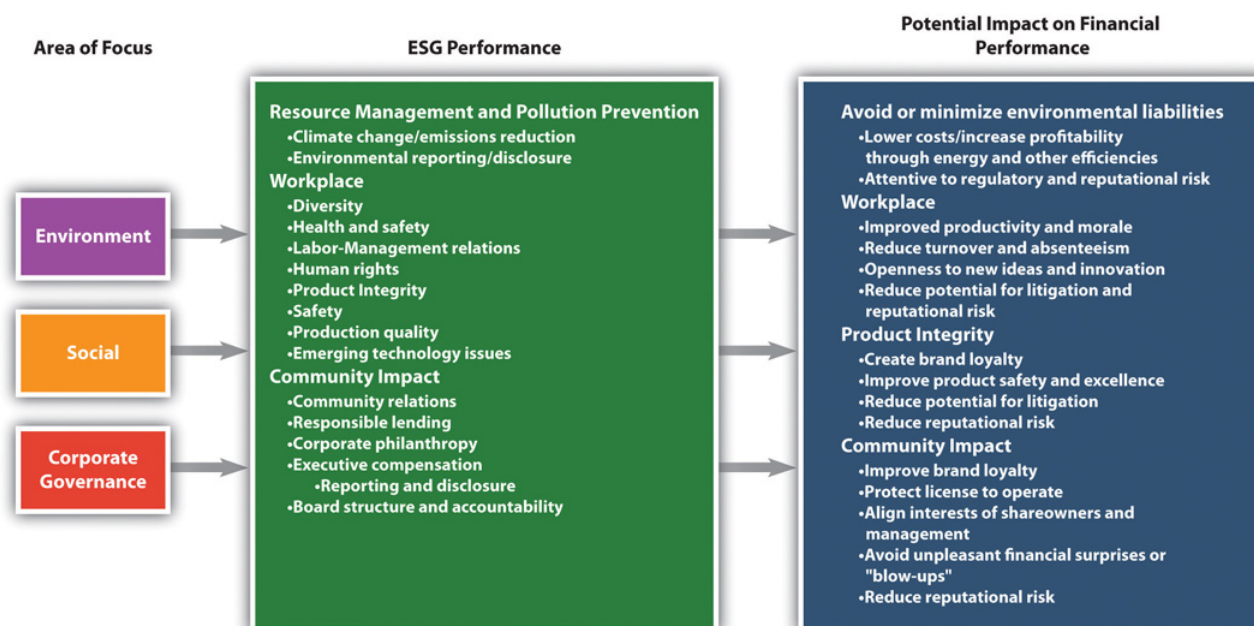 Area of Focus
ESG Performance
Potential Impact on Financial
Performance
Environment
Social
Corporate
Governance
Resource Management and Pollution Prevention
•Climate change/emissions reduction
•Environmental reporting/disclosure
Workplace
•Diversity
•Health and safety
•Labor-Management relations
•Human rights
•Product Integrity
•Safety
•Production quality
•Emerging technology issues
Community Impact
•Community relations
•Responsible lending
•Corporate philanthropy
•Executive compensation
•Reporting and disclosure
•Board structure and accountability
Avoid or minimize environmental liabilities
•Lower costs/increase profitability
through energy and other efficiencies
•Attentive to regulatory and reputational risk
Workplace
•Improved productivity and morale
•Reduce turnover and absenteeism
•Openness to new ideas and innovation
•Reduce potential for litigation and
reputational risk
Product Integrity
•Create brand loyalty
•Improve product safety and excellence
•Reduce potential for litigation
•Reduce reputational risk
Community Impact
•Improve brand loyalty
•Protect license to operate
•Align interests of shareowners and
management
•Avoid unpleasant financial surprises or
"blow-ups"
•Reduce reputational risk